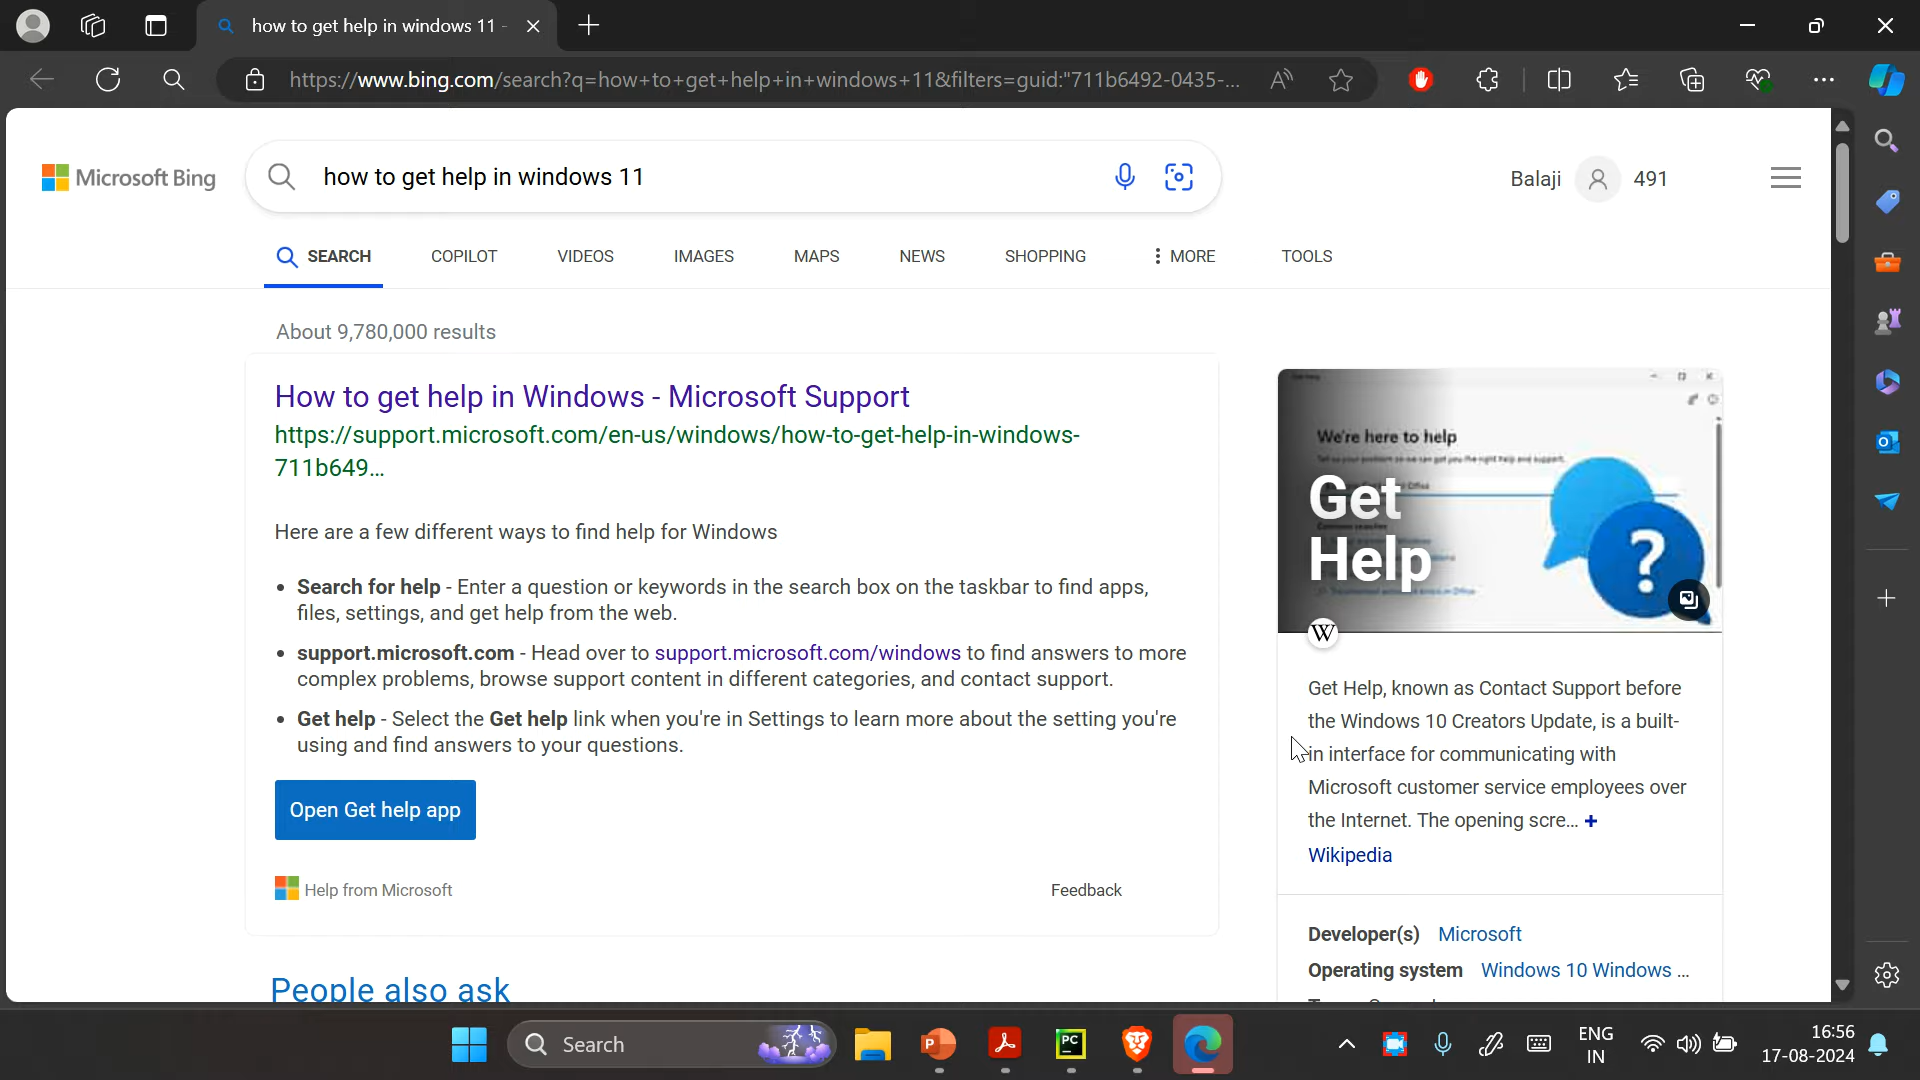 how to get help in windows 11 -
https://www.bing.com/search?q=how+to+get+help+in+windows+11&filters=guid:"711b6492-0435-...
Microsoft Bing
how to get help in windows 11
Balaji
491
SEARCH
COPILOT
VIDEOS
IMAGES
MAPS
NEWS
SHOPPING
MORE
TOOLS
About 9,780,000 results
How to get help in Windows - Microsoft Support
https://support.microsoft.com/en-us/windows/how-to-get-help-in-windows-
711b649...
Here are a few different ways to find help for Windows
• Search for help - Enter a question or keywords in the search box on the taskbar to find apps,
files, settings, and get help from the web.
• support.microsoft.com - Head over to support.microsoft.com/windows to find answers to more
complex problems, browse support content in different categories, and contact support.
• Get help - Select the Get help link when you're in Settings to learn more about the setting you're
using and find answers to your questions.
Open Get help app
Help from Microsoft
Feedback
People also ask
We're here to help
Get
Help
?
W
Get Help, known as Contact Support before
the Windows 10 Creators Update, is a built-
in interface for communicating with
Microsoft customer service employees over
the Internet. The opening scre... +
Wikipedia
Developer(s) Microsoft
Operating system Windows 10 Windows ...
Search
P
PC
ENG
IN
16:56
17-08-2024